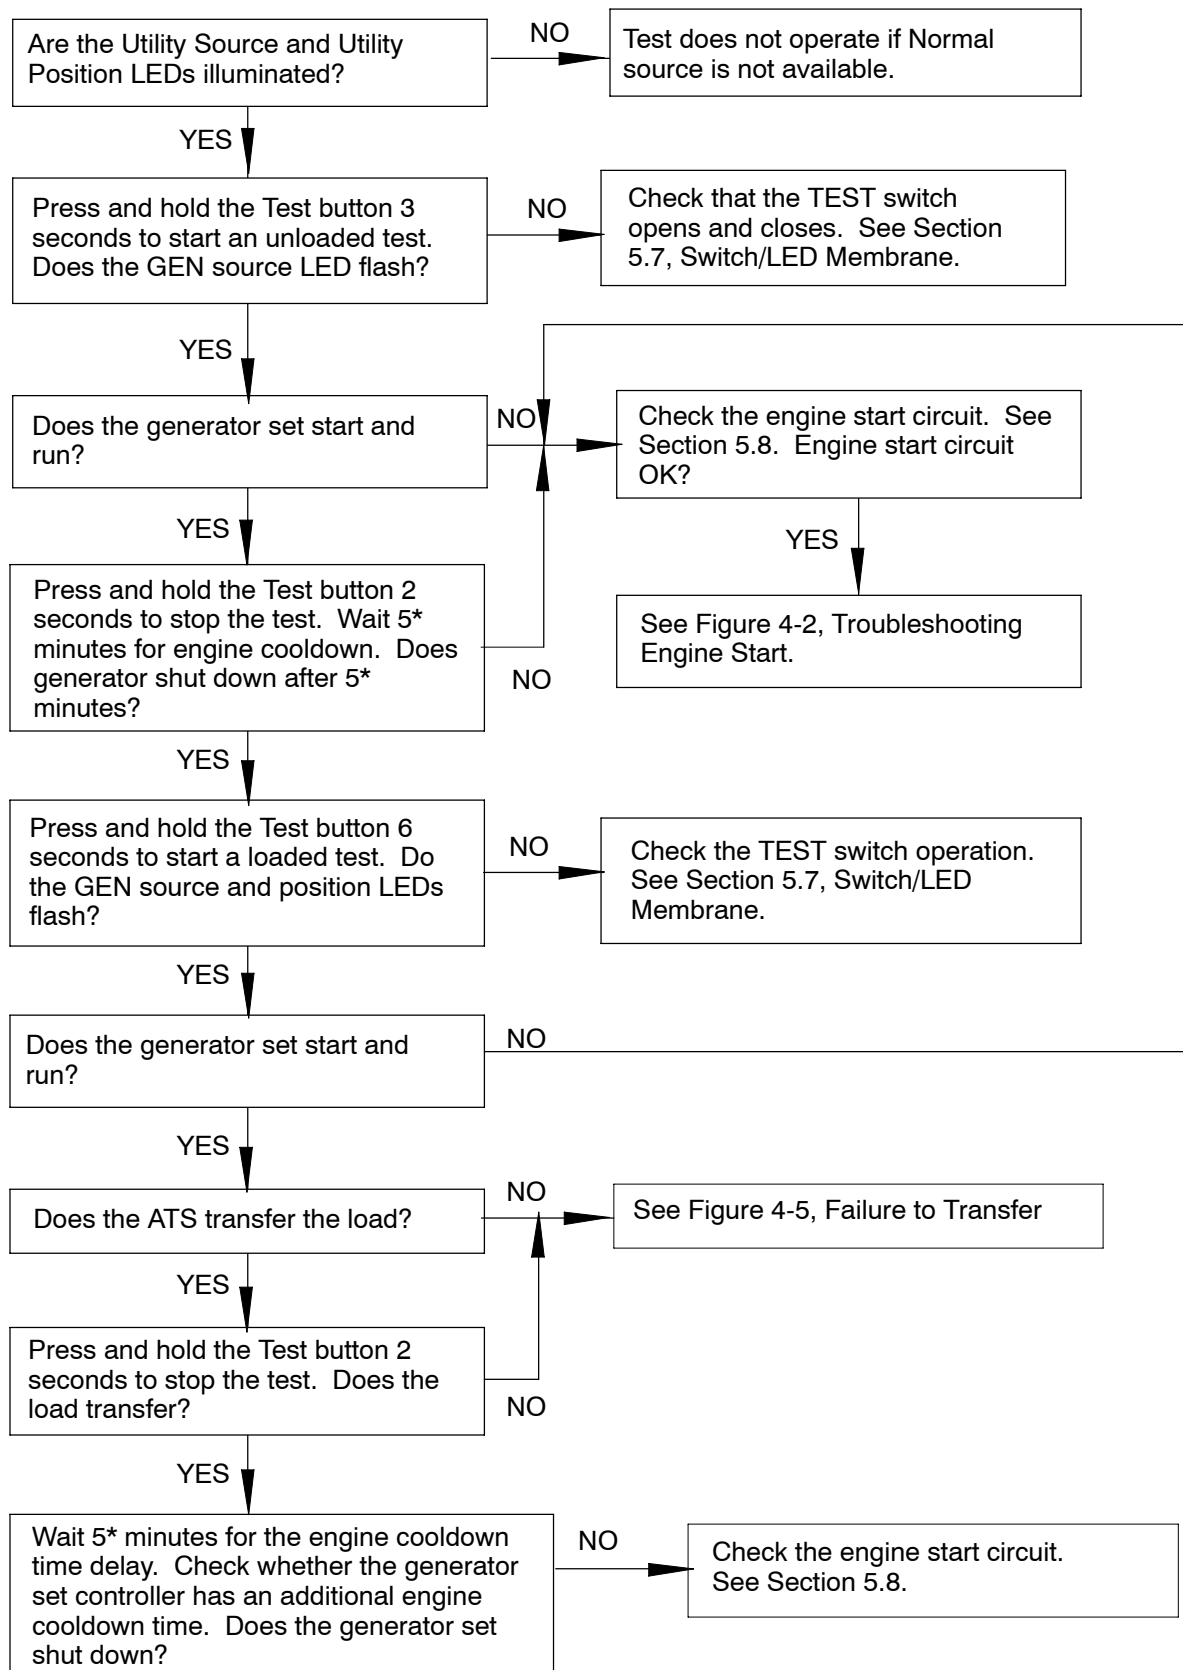 Are the Utility Source and Utility
Position LEDs illuminated?
NO
Test does not operate if Normal
source is not available.
YES
Press and hold the Test button 3
seconds to start an unloaded test.
Does the GEN source LED flash?
NO
Check that the TEST switch
opens and closes. See Section
5.7, Switch/LED Membrane.
YES
Does the generator set start and
run?
NO
Check the engine start circuit. See
Section 5.8. Engine start circuit
OK?
YES
YES
See Figure 4-2, Troubleshooting
Engine Start.
Press and hold the Test button 2
seconds to stop the test. Wait 5*
minutes for engine cooldown. Does
generator shut down after 5*
minutes?
NO
YES
Press and hold the Test button 6
seconds to start a loaded test. Do
the GEN source and position LEDs
flash?
NO
Check the TEST switch operation.
See Section 5.7, Switch/LED
Membrane.
YES
Does the generator set start and
run?
NO
YES
Does the ATS transfer the load?
NO
See Figure 4-5, Failure to Transfer
YES
Press and hold the Test button 2
seconds to stop the test. Does the
load transfer?
NO
YES
Wait 5* minutes for the engine cooldown
time delay. Check whether the generator
set controller has an additional engine
cooldown time. Does the generator set
shut down?
NO
Check the engine start circuit.
See Section 5.8.